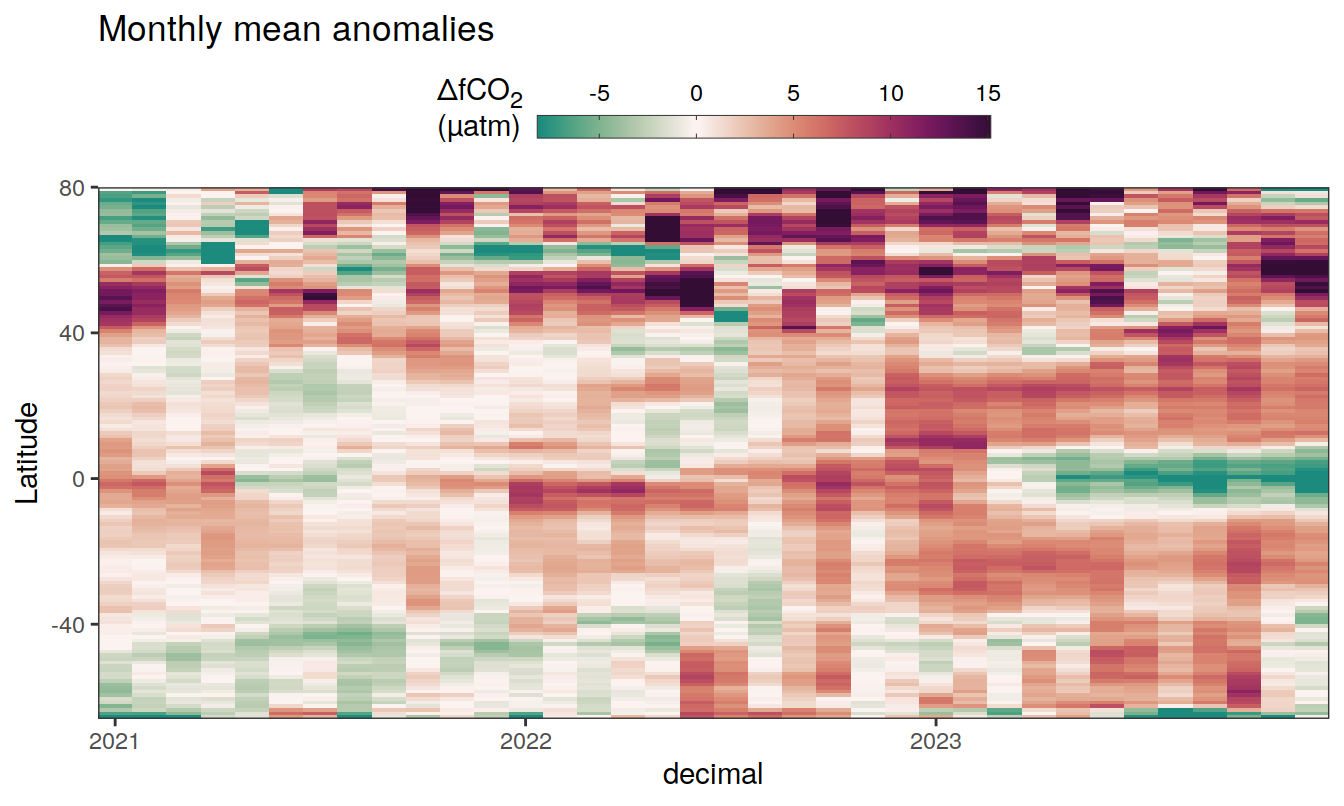 Monthly mean anomalies
ΔfCO₂
(µatm)
-5 0 5 10 15
80
40
0
-40
Latitude
2021 2022 2023
decimal